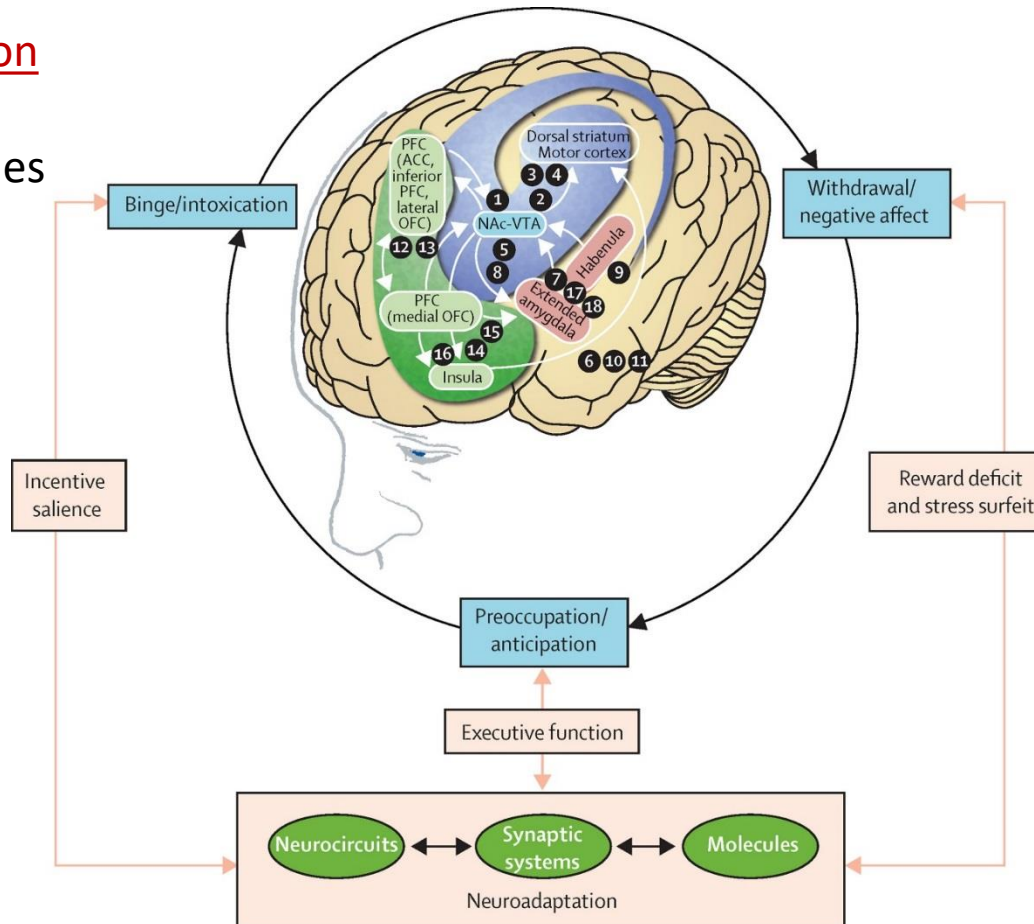 on
es
PFC
(ACC,
inferior
PFC,
lateral
OFC)
Dorsal striatum
Motor cortex
3 4
1 2
Binge/intoxication
Withdrawal/
negative affect
NAc-VTA
12 13
5
8
Habenula
9
7
17
18
Extended
amygdala
PFC
(medial OFC)
15
16 14
Insula
6 10 11
Incentive
salience
Reward deficit
and stress surfeit
Preoccupation/
anticipation
Executive function
Neurocircuits
Synaptic
systems
Molecules
Neuroadaptation